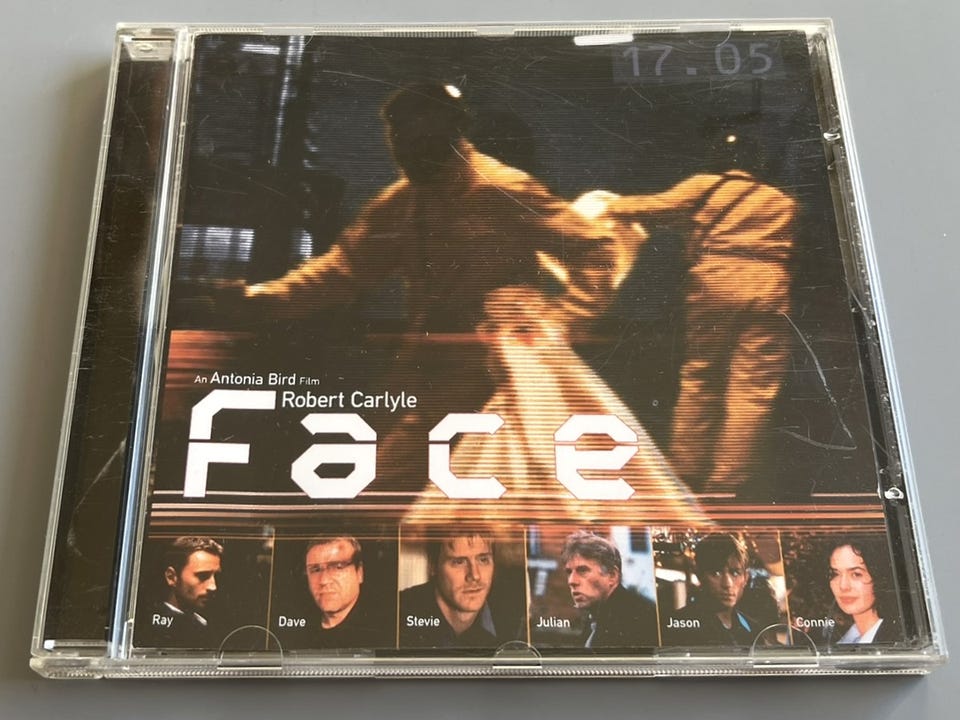 17.05
An Antonia Bird Film
Robert Carlyle
Face
Ray
Dave
Stevie
Julian
Jason
Connie